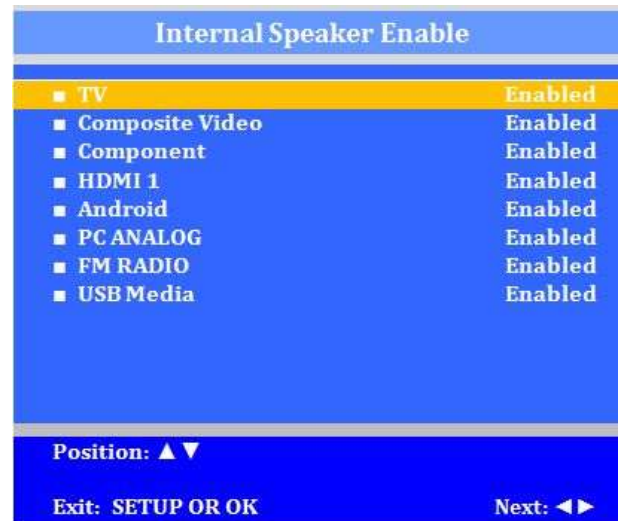 Internal Speaker Enable
■ TV Enabled
■ Composite Video Enabled
■ Component Enabled
■ HDMI 1 Enabled
■ Android Enabled
■ PC ANALOG Enabled
■ FM RADIO Enabled
■ USB Media Enabled
Position: ▲ ▼
Exit: SETUP OR OK Next: ◀▶